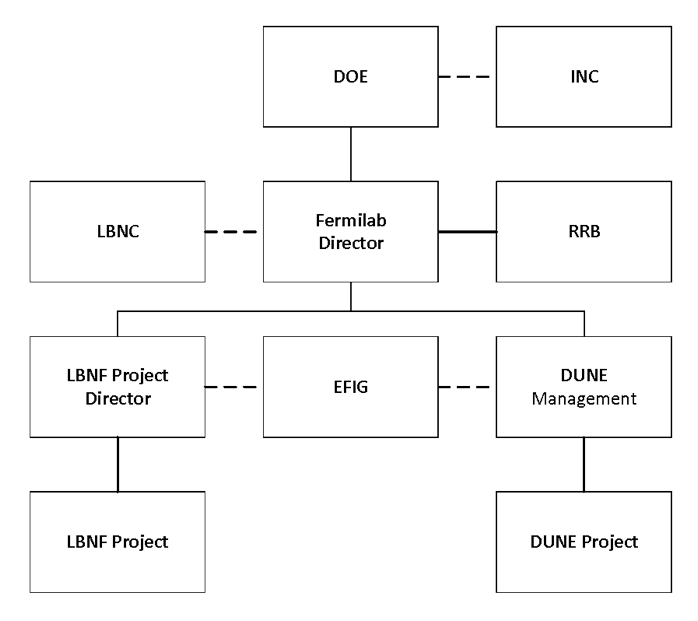 DOE
INC
LBNC
Fermilab
Director
RRB
LBNF Project
Director
EFIG
DUNE
Management
LBNF Project
DUNE Project